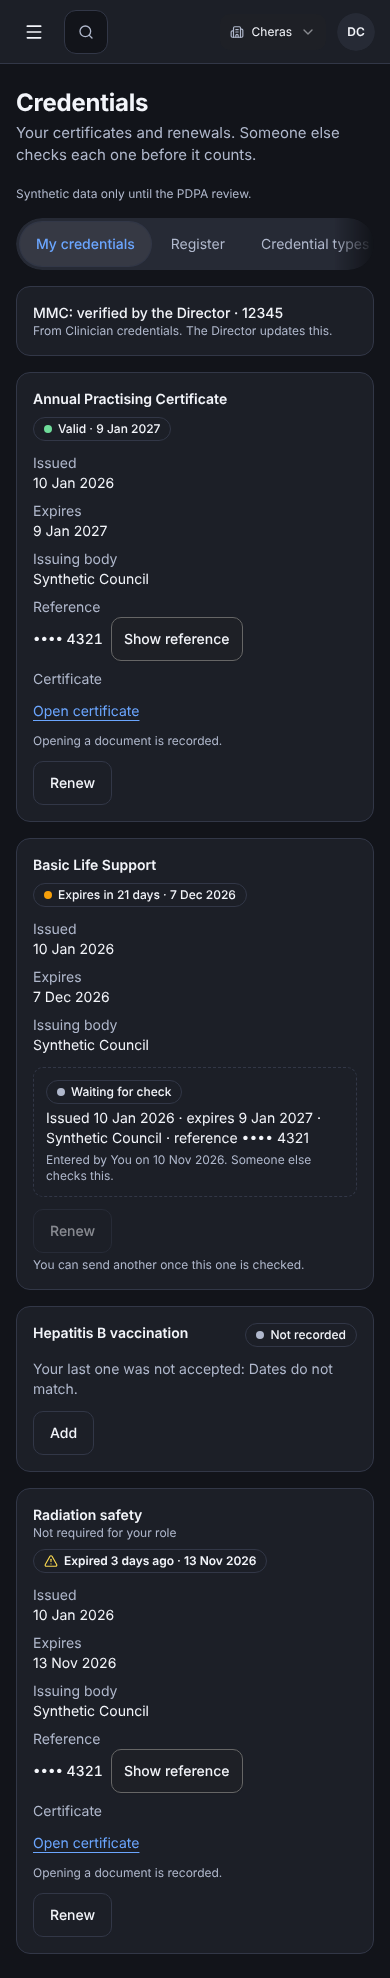 Cheras
DC
Credentials
Your certificates and renewals. Someone else
checks each one before it counts.
Synthetic data only until the PDPA review.
My credentials
Register
Credential types
MMC: verified by the Director · 12345
From Clinician credentials. The Director updates this.
Annual Practising Certificate
Valid · 9 Jan 2027
Issued
10 Jan 2026
Expires
9 Jan 2027
Issuing body
Synthetic Council
Reference
•••• 4321
Show reference
Certificate
Open certificate
Opening a document is recorded.
Renew
Basic Life Support
Expires in 21 days · 7 Dec 2026
Issued
10 Jan 2026
Expires
7 Dec 2026
Issuing body
Synthetic Council
Waiting for check
Issued 10 Jan 2026 · expires 9 Jan 2027 ·
Synthetic Council · reference •••• 4321
Entered by You on 10 Nov 2026. Someone else
checks this.
Renew
You can send another once this one is checked.
Hepatitis B vaccination
Not recorded
Your last one was not accepted: Dates do not
match.
Add
Radiation safety
Not required for your role
Expired 3 days ago · 13 Nov 2026
Issued
10 Jan 2026
Expires
13 Nov 2026
Issuing body
Synthetic Council
Reference
•••• 4321
Show reference
Certificate
Open certificate
Opening a document is recorded.
Renew